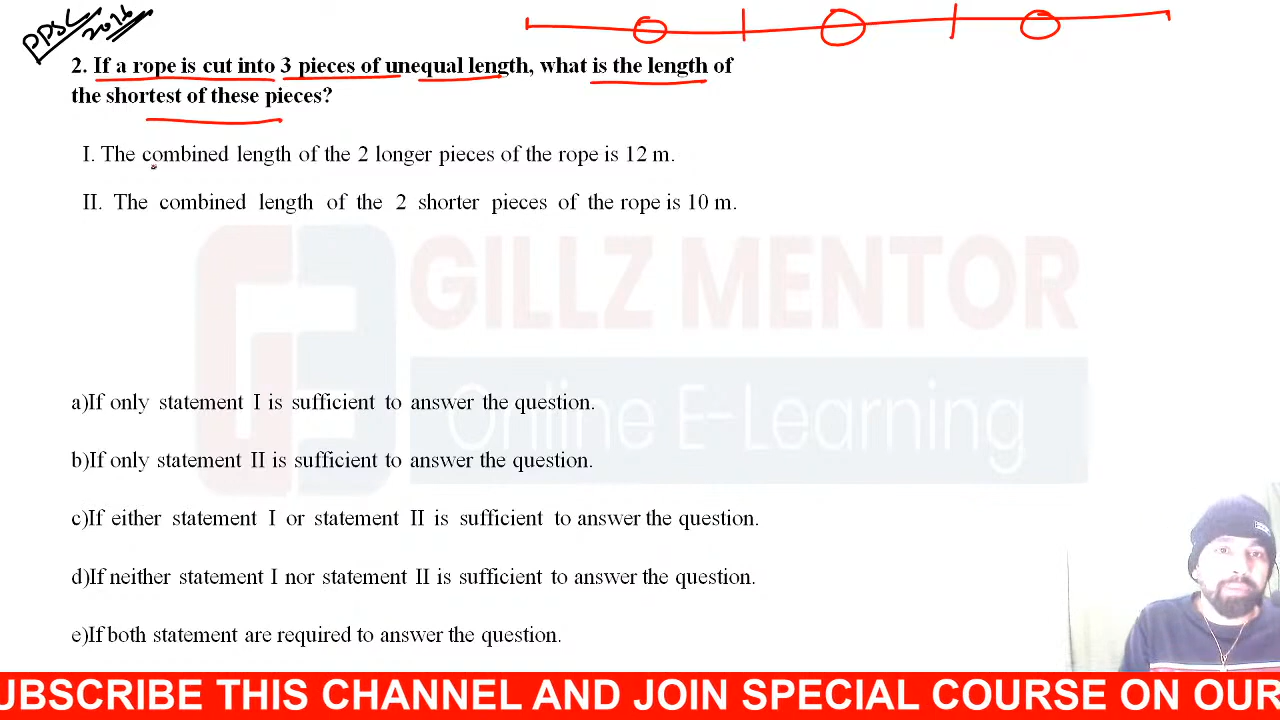 PPSC
2026
2. If a rope is cut into 3 pieces of unequal length, what is the length of
the shortest of these pieces?
I. The combined length of the 2 longer pieces of the rope is 12 m.
II. The combined length of the 2 shorter pieces of the rope is 10 m.
GILLZ MENTOR
Online E-Learning
a)If only statement I is sufficient to answer the question.
b)If only statement II is sufficient to answer the question.
c)If either statement I or statement II is sufficient to answer the question.
d)If neither statement I nor statement II is sufficient to answer the question.
e)If both statement are required to answer the question.
UBSCRIBE THIS CHANNEL AND JOIN SPECIAL COURSE ON OUR